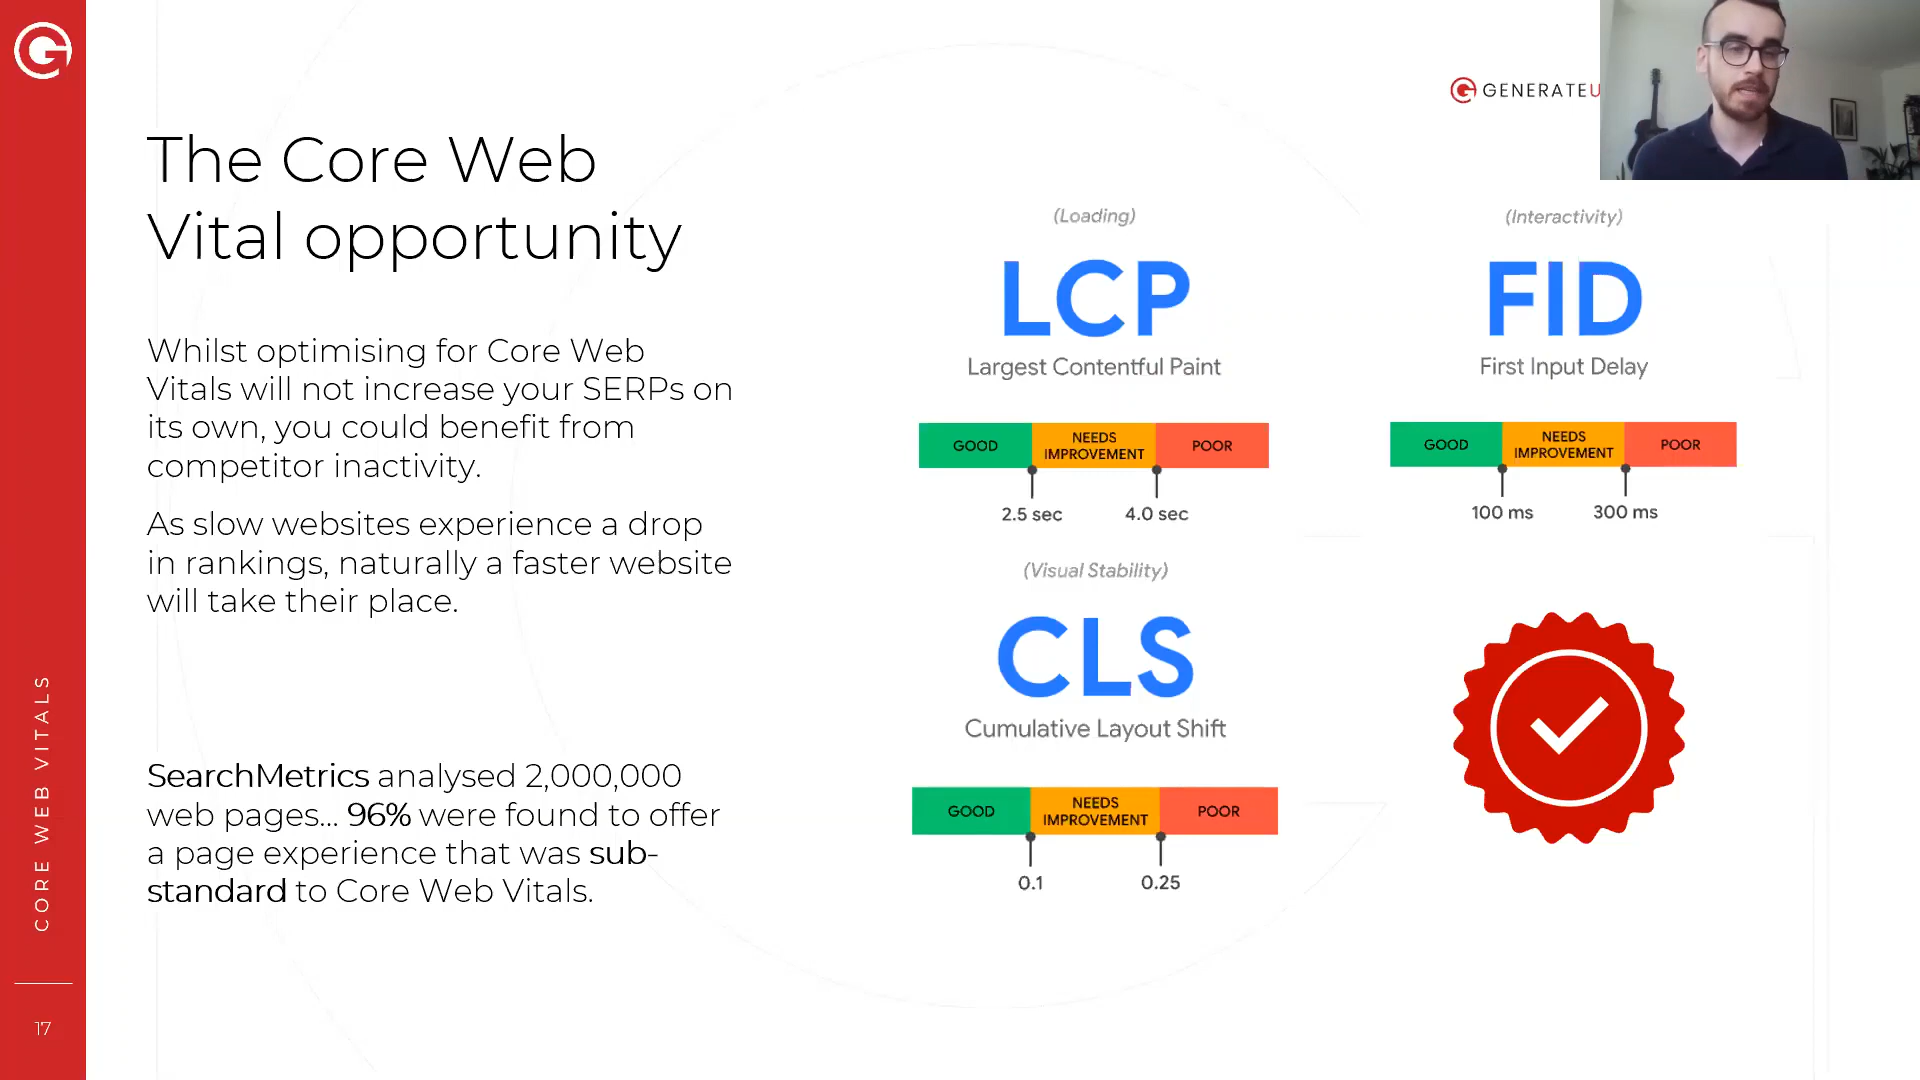 The Core Web
Vital opportunity
Whilst optimising for Core Web
Vitals will not increase your SERPs on
its own, you could benefit from
competitor inactivity.
As slow websites experience a drop
in rankings, naturally a faster website
will take their place.
SearchMetrics analysed 2,000,000
web pages... 96% were found to offer
a page experience that was sub-
standard to Core Web Vitals.
GENERATEU
(Loading)
LCP
Largest Contentful Paint
GOOD
NEEDS
IMPROVEMENT
POOR
2.5 sec
4.0 sec
(Interactivity)
FID
First Input Delay
GOOD
NEEDS
IMPROVEMENT
POOR
100 ms
300 ms
(Visual Stability)
CLS
Cumulative Layout Shift
GOOD
NEEDS
IMPROVEMENT
POOR
0.1
0.25
CORE WEB VITALS
17